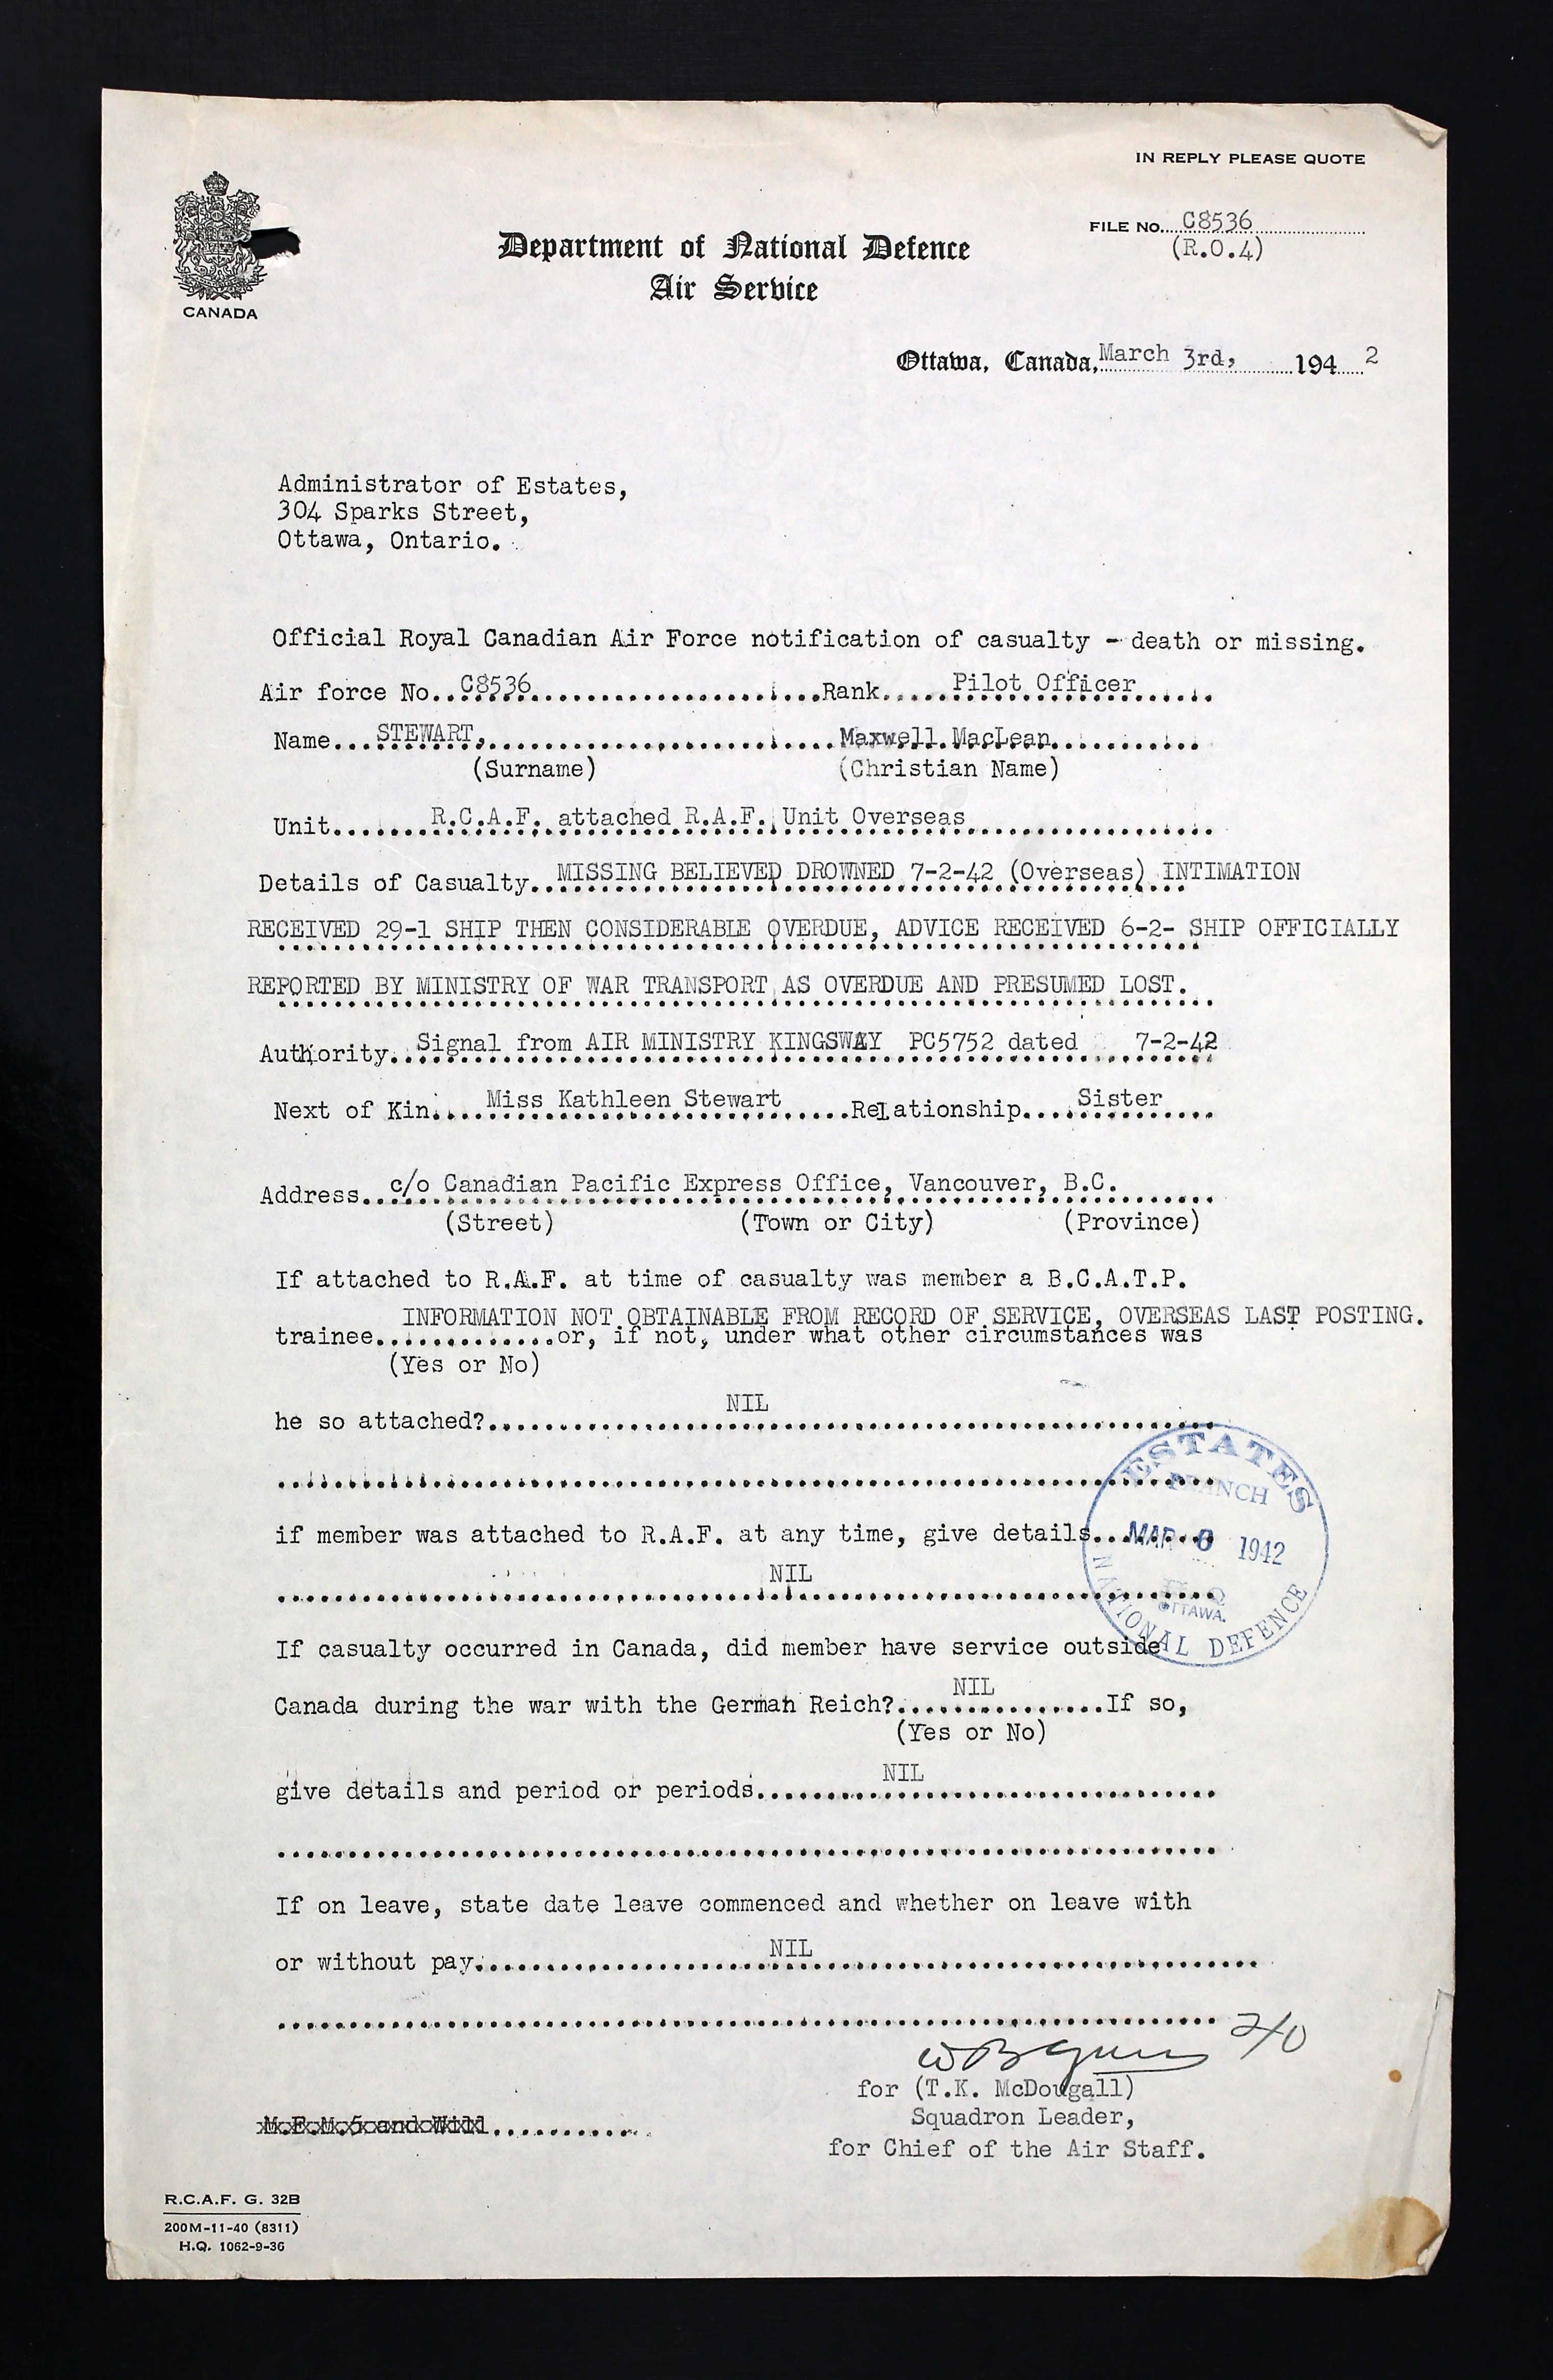 IN REPLY PLEASE QUOTE
FILE NO.....C8536....................
(R.O.4)
CANADA
Department of National Defence
Air Service
Ottawa, Canada, March 3rd, 194 2
Administrator of Estates,
304 Sparks Street,
Ottawa, Ontario.
Official Royal Canadian Air Force notification of casualty - death or missing.
Air force No..C8536....................Rank.....Pilot Officer......
Name...STEWART,.........................Maxwell MacLean...........
(Surname) (Christian Name)
Unit.......R.C.A.F. attached R.A.F. Unit Overseas.................
Details of Casualty..MISSING BELIEVED DROWNED 7-2-42 (Overseas) INTIMATION
RECEIVED 29-1 SHIP THEN CONSIDERABLE OVERDUE, ADVICE RECEIVED 6-2- SHIP OFFICIALLY
REPORTED BY MINISTRY OF WAR TRANSPORT AS OVERDUE AND PRESUMED LOST.
Authority..Signal from AIR MINISTRY KINGSWAY PC5752 dated 7-2-42
Next of Kin....Miss Kathleen Stewart.....Relationship....Sister....
Address..c/o Canadian Pacific Express Office, Vancouver, B.C.......
(Street) (Town or City) (Province)
If attached to R.A.F. at time of casualty was member a B.C.A.T.P.
INFORMATION NOT OBTAINABLE FROM RECORD OF SERVICE, OVERSEAS LAST POSTING.
trainee.............or, if not, under what other circumstances was
(Yes or No)
NIL
he so attached?...................................................
ESTATES
BRANCH
if member was attached to R.A.F. at any time, give details.........
MAR 6 1942
NIL
OTTAWA.
NATIONAL DEFENCE
If casualty occurred in Canada, did member have service outside
NIL
Canada during the war with the German Reich?...............If so,
(Yes or No)
NIL
give details and period or periods................................
If on leave, state date leave commenced and whether on leave with
NIL
or without pay....................................................
for (T.K. McDougall)
Squadron Leader,
M.F.M.5 and Will...........
for Chief of the Air Staff.
R.C.A.F. G. 32B
200M-11-40 (8311)
H.Q. 1062-9-36